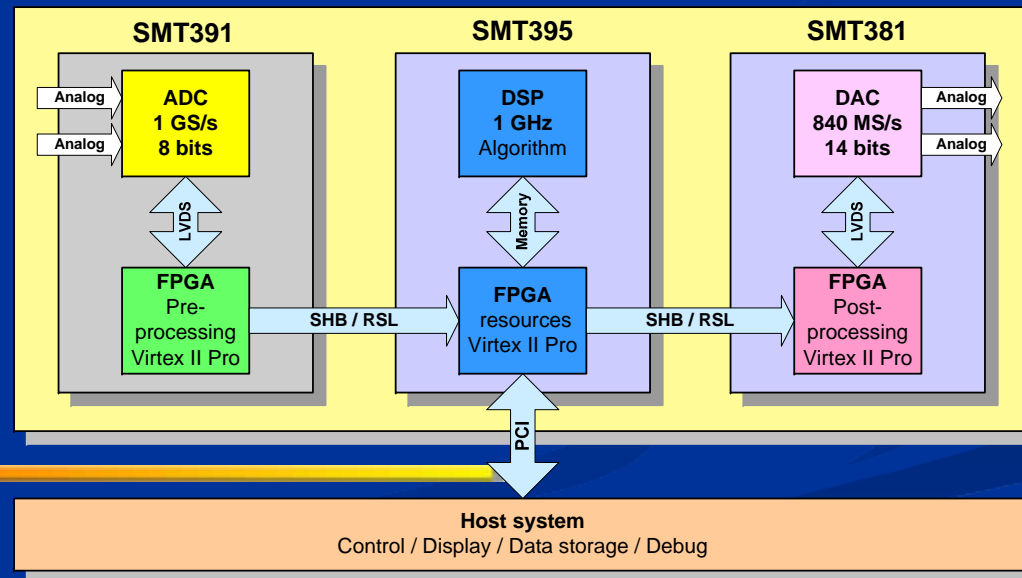 SMT391
SMT395
SMT381
Analog
Analog
ADC
1 GS/s
8 bits
DSP
1 GHz
Algorithm
DAC
840 MS/s
14 bits
Analog
Analog
LVDS
Memory
LVDS
FPGA
Pre-
processing
Virtex II Pro
SHB / RSL
FPGA
resources
Virtex II Pro
SHB / RSL
FPGA
Post-
processing
Virtex II Pro
PCI
Host system
Control / Display / Data storage / Debug